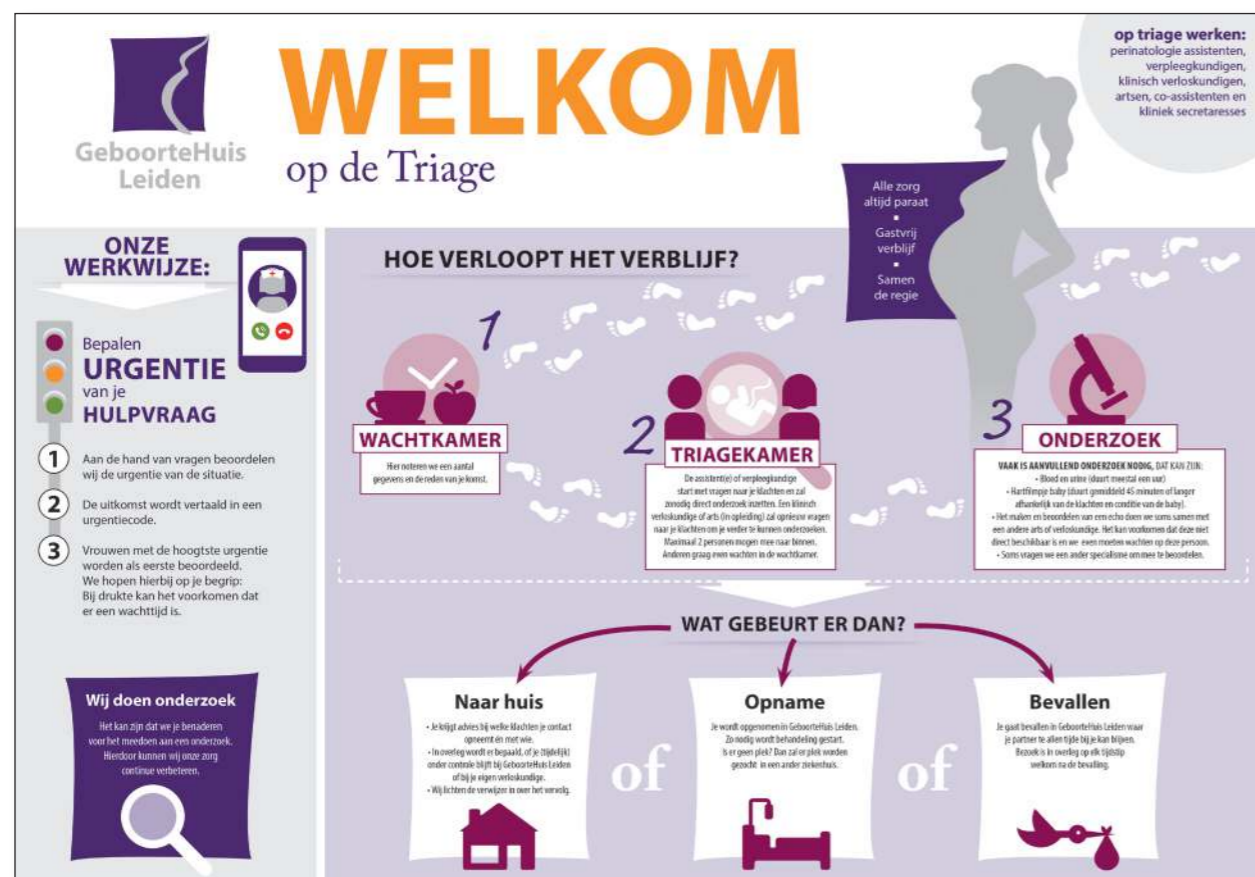 GeboorteHuis
Leiden
WELKOM
op de Triage
op triage werken:
perinatologie assistenten,
verpleegkundigen,
klinisch verloskundigen,
artsen, co-assistenten en
kliniek secretaresses
Alle zorg
altijd paraat
Gastvrij
verblijf
Samen
de regie
ONZE
WERKWIJZE:
Bepalen
URGENTIE
van je
HULPVRAAG
1
Aan de hand van vragen beoordelen
wij de urgentie van de situatie.
2
De uitkomst wordt vertaald in een
urgentiecode.
3
Vrouwen met de hoogtste urgentie
worden als eerste beoordeeld.
We hopen hierbij op je begrip:
Bij drukte kan het voorkomen dat
er een wachttijd is.
Wij doen onderzoek
Het kan zijn dat we je benaderen
voor het meedoen aan een onderzoek.
Hierdoor kunnen wij onze zorg
continue verbeteren.
HOE VERLOOPT HET VERBLIJF?
1
WACHTKAMER
Hier noteren we een aantal
gegevens en de reden van je komst.
2
TRIAGEKAMER
De assistent(e) of verpleegkundige
start met vragen naar je klachten en zal
zonodig direct onderzoek inzetten. Een klinisch
verloskundige of arts (in opleiding) zal opnieuw vragen
naar je klachten om je verder te kunnen onderzoeken.
Maximaal 2 personen mogen mee naar binnen.
Anderen graag even wachten in de wachtkamer.
3
ONDERZOEK
VAAK IS AANVULLEND ONDERZOEK NODIG, DAT KAN ZIJN:
• Bloed en urine (duurt meestal een uur)
• Hartfilmpje baby (duurt gemiddeld 45 minuten of langer
afhankelijk van de klachten en conditie van de baby).
• Het maken en beoordelen van een echo doen we soms samen met
een andere arts of verloskundige. Het kan voorkomen dat deze niet
direct beschikbaar is en we even moeten wachten op deze persoon.
• Soms vragen we een ander specialisme om mee te beoordelen.
WAT GEBEURT ER DAN?
Naar huis
• Je krijgt advies bij welke klachten je contact
opneemt én met wie.
• In overleg wordt er bepaald, of je (tijdelijk)
onder controle blijft bij GeboorteHuis Leiden
of bij je eigen verloskundige.
• Wij lichten de verwijzer in over het vervolg.
of
Opname
Je wordt opgenomen in GeboorteHuis Leiden.
Zo nodig wordt behandeling gestart.
Is er geen plek? Dan zal er plek worden
gezocht in een ander ziekenhuis.
of
Bevallen
Je gaat bevallen in GeboorteHuis Leiden waar
je partner te allen tijde bij je kan blijven.
Bezoek is in overleg op elk tijdstip
welkom na de bevalling.